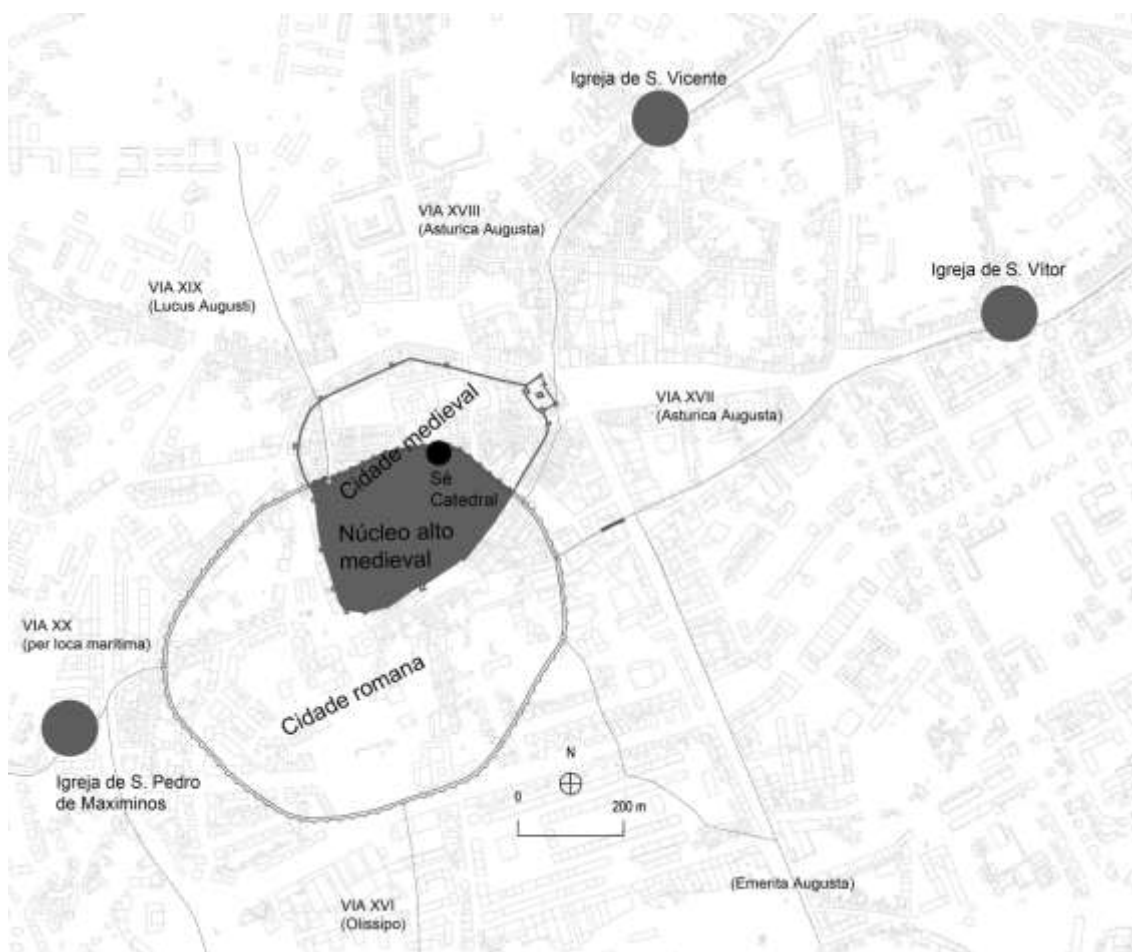 Igreja de S. Vicente
VIA XVIII
(Asturica Augusta)
Igreja de S. Vítor
VIA XIX
(Lucus Augusti)
VIA XVII
(Asturica Augusta)
Cidade medieval
Sé
Catedral
Núcleo alto
medieval
VIA XX
(per loca marítima)
Cidade romana
Igreja de S. Pedro
de Maximinos
N
0
200 m
(Emerita Augusta)
VIA XVI
(Olissipo)